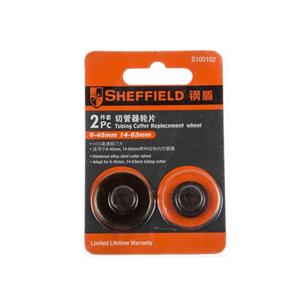 S100102
SHEFFIELD 钢盾
2件套 切管器轮片
PC Tubing Cutter Replacement wheel
6-45mm 14-63mm
• Hardened alloy steel cutter wheel
• Adapt for 6-45mm, 14-63mm tubing cutter
Limited Lifetime Warranty